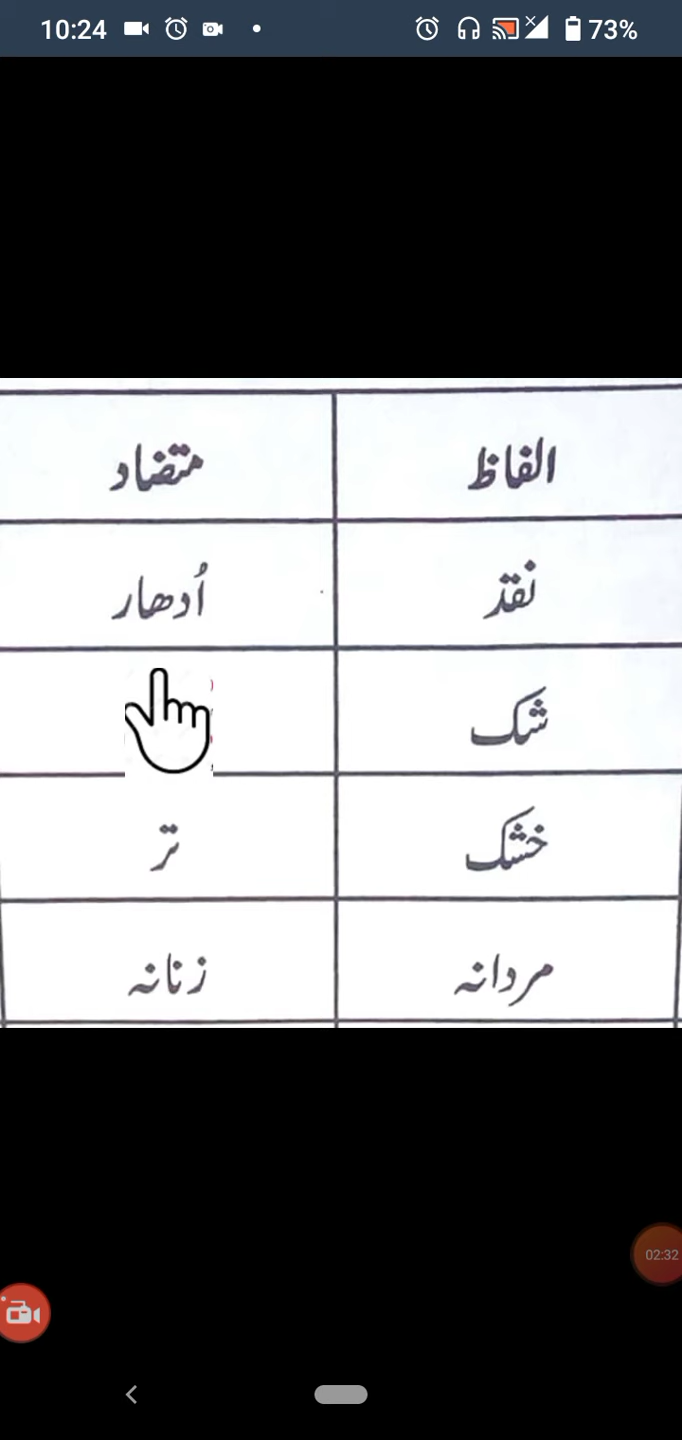 10:24 73%
الفاظ متضاد
نقد اُدھار
شک
خشک تر
مردانہ زنانہ
02:32